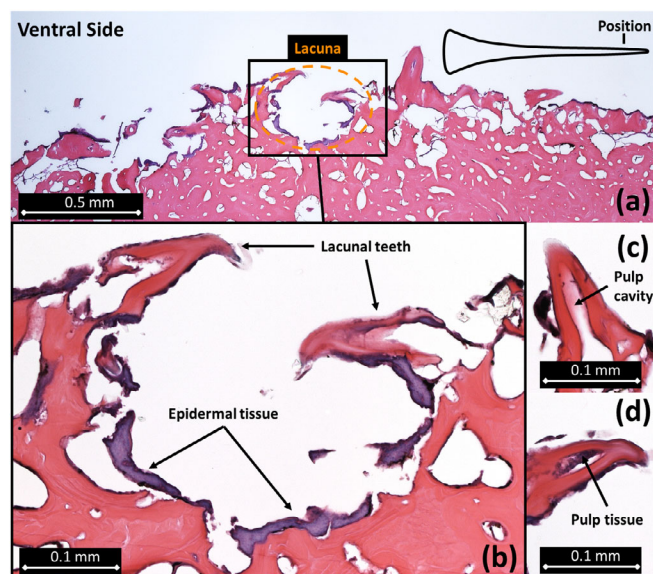 Ventral Side
Position
Lacuna
0.5 mm
(a)
Lacunal teeth
(c)
Pulp
cavity
0.1 mm
Epidermal tissue
(d)
Pulp tissue
0.1 mm
(b)
0.1 mm